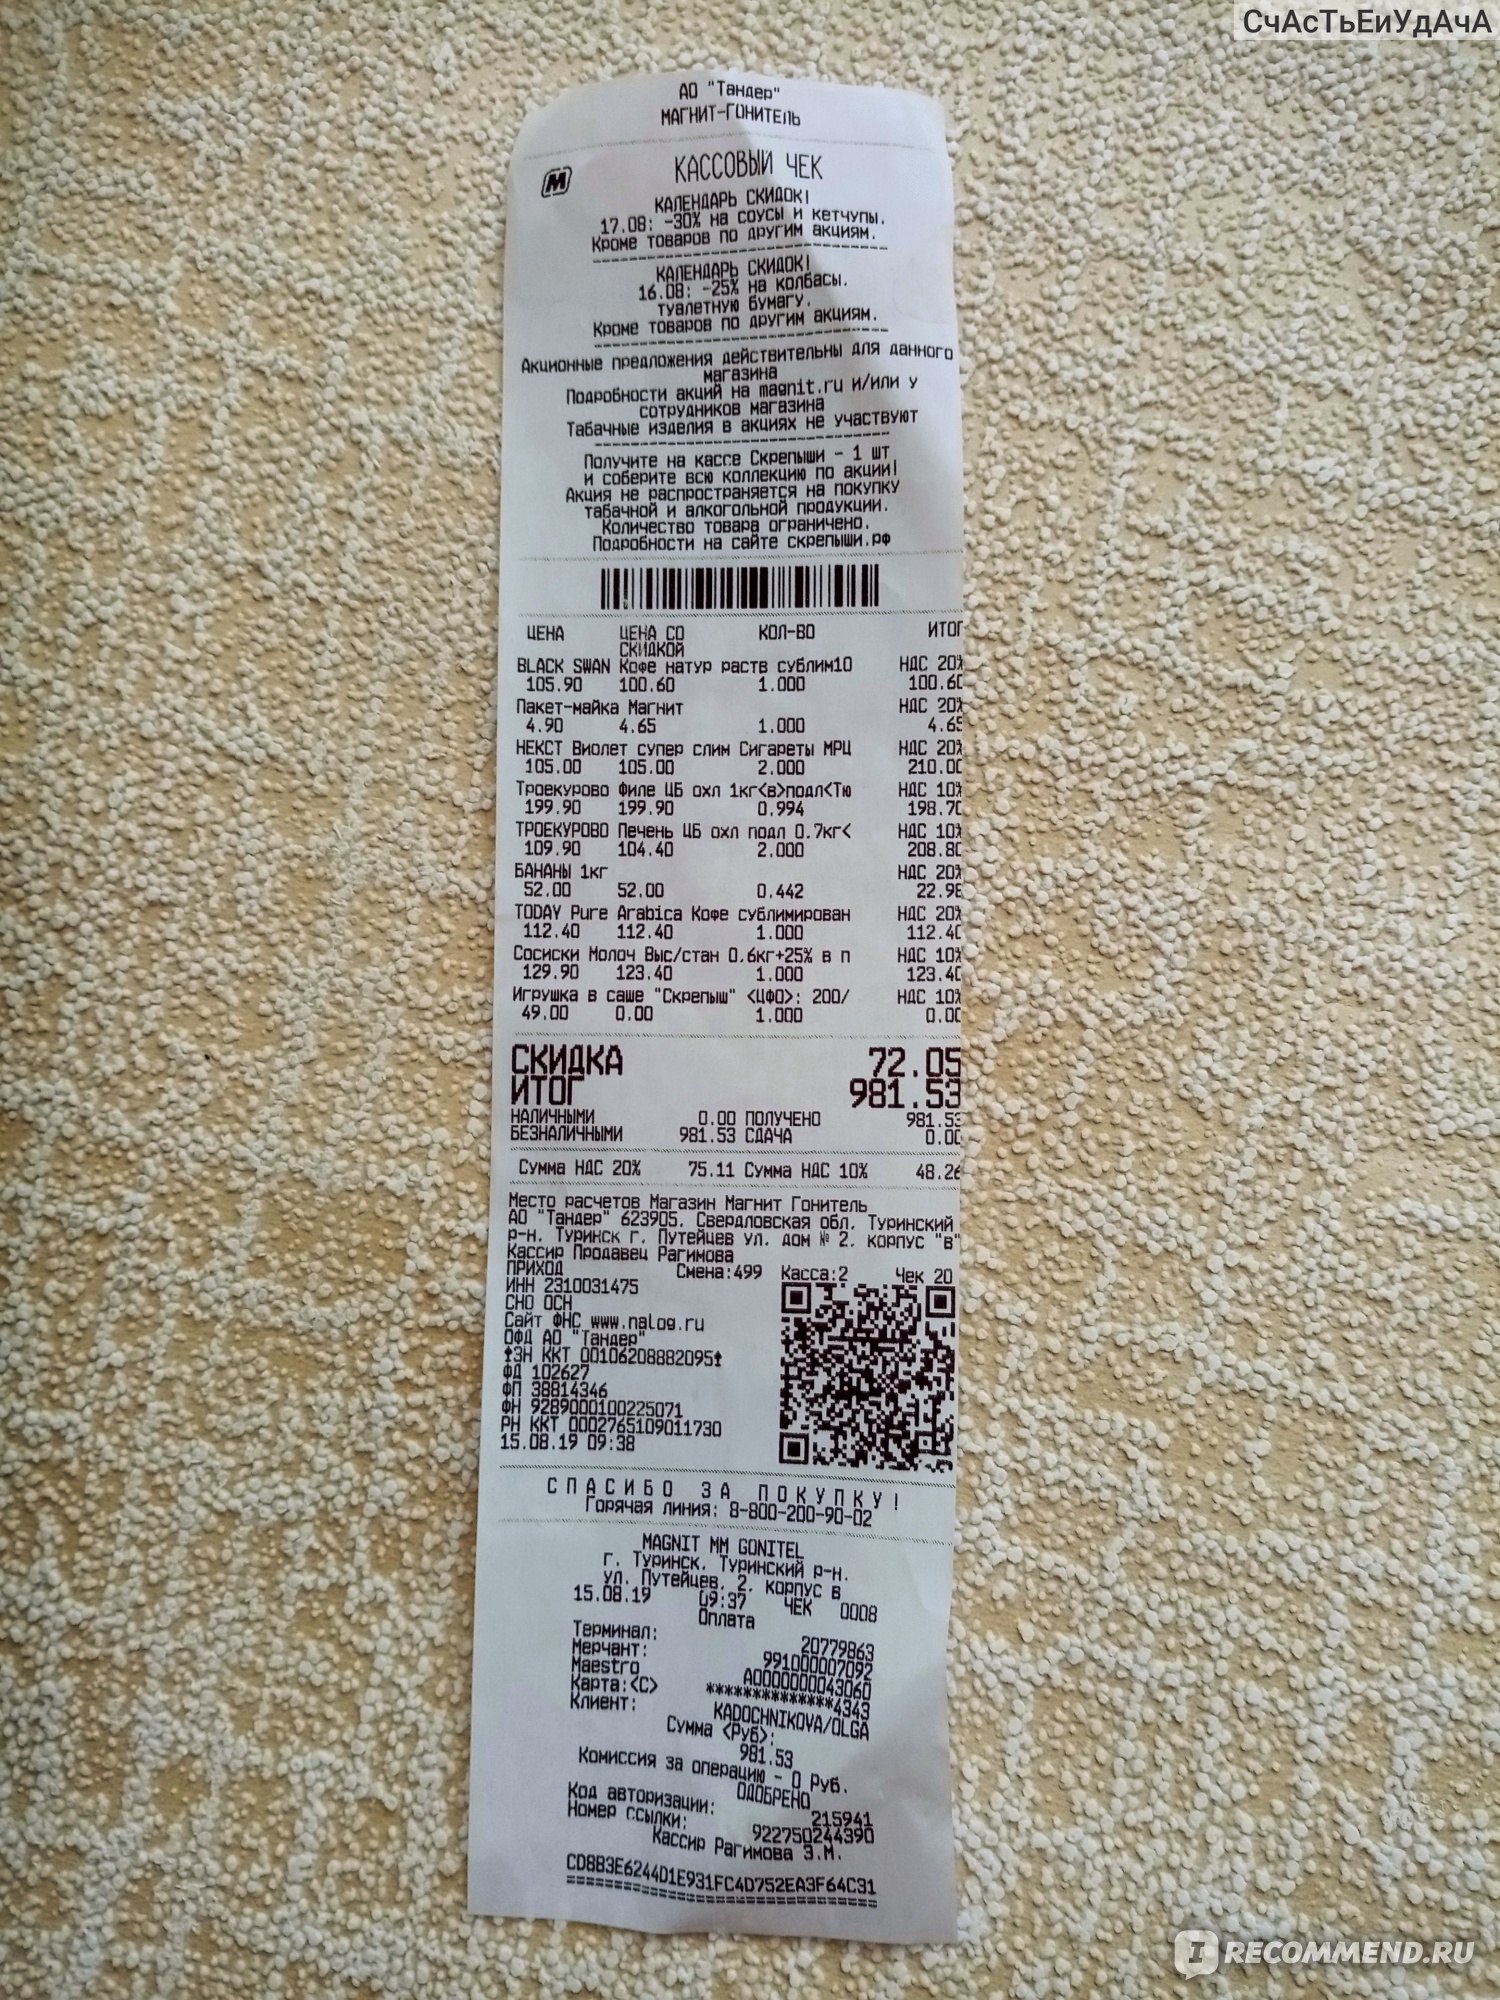 СчАсТьЕиУдАчА
АО "Тандер"
МАГНИТ-ГОНИТЕЛЬ
М
КАССОВЫЙ ЧЕК
КАЛЕНДАРЬ СКИДОК!
17.08: -30% на соусы и кетчупы.
Кроме товаров по другим акциям.
КАЛЕНДАРЬ СКИДОК!
16.08: -25% на колбасы.
туалетную бумагу.
Кроме товаров по другим акциям.
Акционные предложения действительны для данного
магазина
Подробности акций на magnit.ru и/или у
сотрудников магазина
Табачные изделия в акциях не участвуют
Получите на кассе Скрепыши - 1 шт
и соберите всю коллекцию по акции!
Акция не распространяется на покупку
табачной и алкогольной продукции.
Количество товара ограничено.
Подробности на сайте скрепыши.рф
ЦЕНА ЦЕНА СО СКИДКОЙ КОЛ-ВО ИТОГ
BLACK SWAN Кофе натур раств сублим10 НДС 20%
105.90 100.60 1.000 100.60
Пакет-майка Магнит НДС 20%
4.90 4.65 1.000 4.65
НЕКСТ Виолет супер слим Сигареты МРЦ НДС 20%
105.00 105.00 2.000 210.00
Троекурово Филе ЦБ охл 1кг<в>подл<Тю НДС 10%
199.90 199.90 0.994 198.70
ТРОЕКУРОВО Печень ЦБ охл подл 0.7кг< НДС 10%
109.90 104.40 2.000 208.80
БАНАНЫ 1кг НДС 20%
52.00 52.00 0.442 22.98
TODAY Pure Arabica Кофе сублимирован НДС 20%
112.40 112.40 1.000 112.40
Сосиски Молоч Выс/стан 0.6кг+25% в п НДС 10%
129.90 123.40 1.000 123.40
Игрушка в саше "Скрепыш" <ЦФО>: 200/ НДС 10%
49.00 0.00 1.000 0.00
СКИДКА 72.05
ИТОГ 981.53
НАЛИЧНЫМИ 0.00 ПОЛУЧЕНО 981.53
БЕЗНАЛИЧНЫМИ 981.53 СДАЧА 0.00
Сумма НДС 20% 75.11 Сумма НДС 10% 48.26
Место расчетов Магазин Магнит Гонитель
АО "Тандер" 623905, Свердловская обл, Туринский
р-н, Туринск г, Путейцев ул, дом № 2, корпус "в"
Кассир Продавец Рагимова
ПРИХОД Смена:499 Касса:2 Чек 20
ИНН 2310031475
СНО ОСН
Сайт ФНС www.nalog.ru
ОФД АО "Тандер"
↑ЗН ККТ 00106208882095↑
ФД 102627
ФП 38814346
ФН 9289000100225071
РН ККТ 0002765109011730
15.08.19 09:38
СПАСИБО ЗА ПОКУПКУ!
Горячая линия: 8-800-200-90-02
MAGNIT MM GONITEL
г. Туринск, Туринский р-н,
ул. Путейцев, 2, корпус в
15.08.19 09:37 ЧЕК 0008
Оплата
Терминал: 20779863
Мерчант: 991000007092
Maestro A0000000043060
Карта:<C> **************4343
Клиент: KADOCHNIKOVA/OLGA
Сумма <Руб>:
981.53
Комиссия за операцию - 0 Руб.
ОДОБРЕНО
Код авторизации: 215941
Номер ссылки: 922750244390
Кассир Рагимова З.М.
CD8B3E6244D1E931FC4D752EA3F64C31
IRECOMMEND.RU